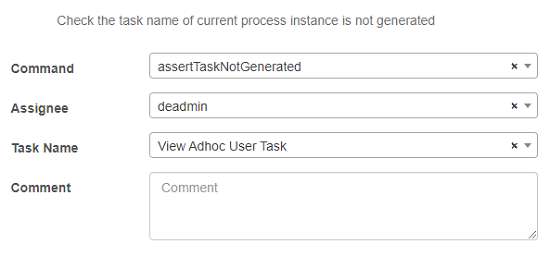 Check the task name of current process instance is not generated
Command assertTaskNotGenerated × 
Assignee deadmin ×
Task Name View Adhoc User Task ×
Comment Comment